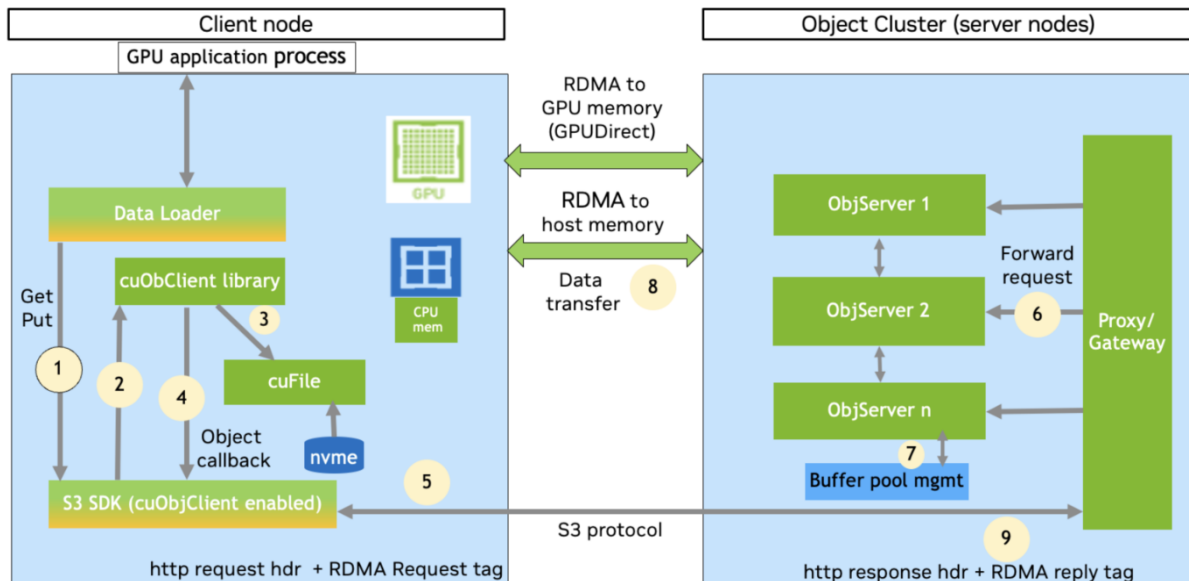 Client node
Object Cluster (server nodes)
GPU application process
RDMA to
GPU memory
(GPUDirect)
GPU
Data Loader
RDMA to
host memory
ObjServer 1
cuObClient library
Get
Put
3
CPU
mem
Data
transfer
8
Forward
request
ObjServer 2
6
Proxy/
Gateway
1
2
4
cuFile
ObjServer n
Object
callback
nvme
7
Buffer pool mgmt
5
S3 SDK (cuObjClient enabled)
S3 protocol
9
http request hdr + RDMA Request tag
http response hdr + RDMA reply tag